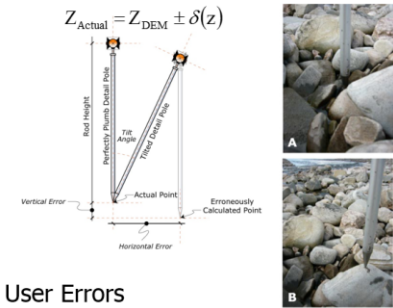 Z_Actual = Z_DEM ± δ(z)
Rod Height
Perfectly Plumb Detail Pole
Tilt
Angle
Tilted Detail Pole
Actual Point
Vertical Error
Erroneously
Calculated Point
Horizontal Error
A
B
User Errors